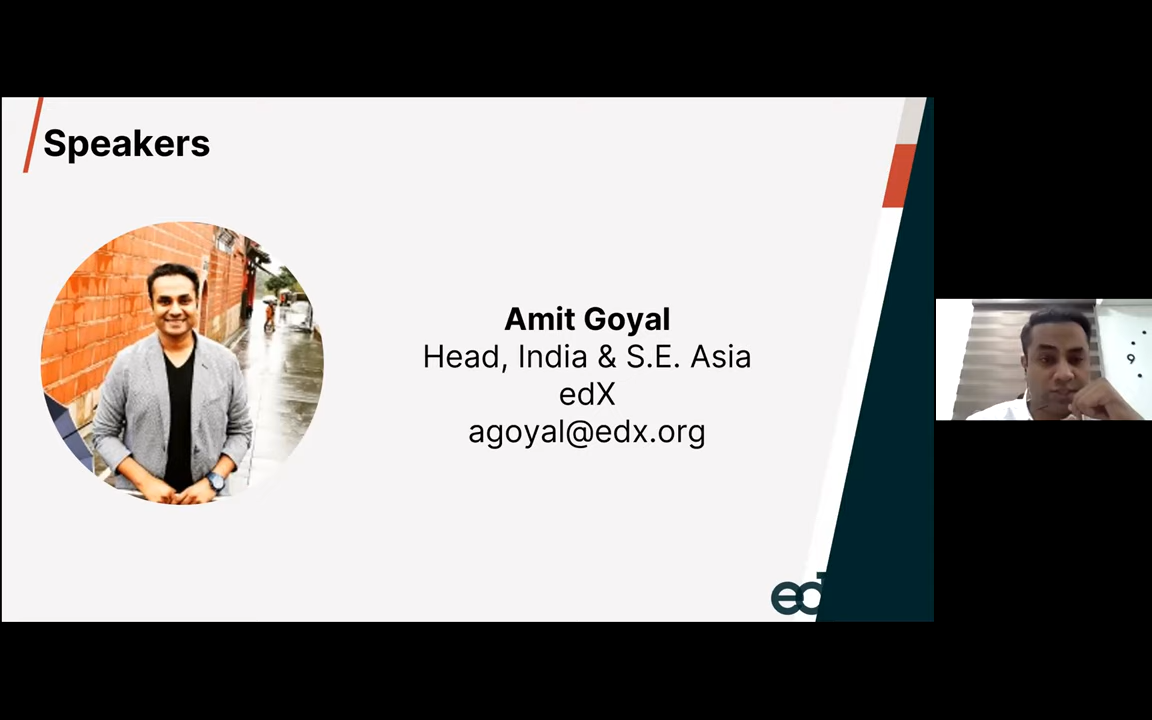 Speakers
Amit Goyal
Head, India & S.E. Asia
edX
agoyal@edx.org
ed